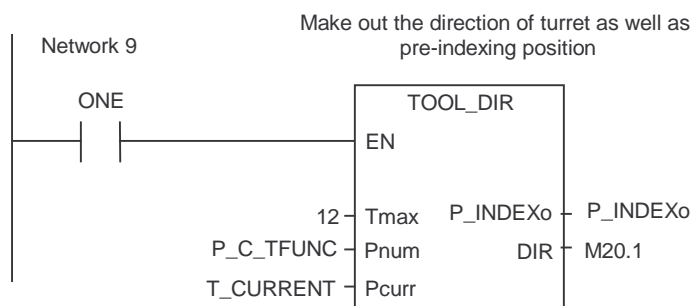 Make out the direction of turret as well as
pre-indexing position
Network 9
ONE
TOOL_DIR
EN
12 Tmax P_INDEXo P_INDEXo
P_C_TFUNC Pnum DIR M20.1
T_CURRENT Pcurr